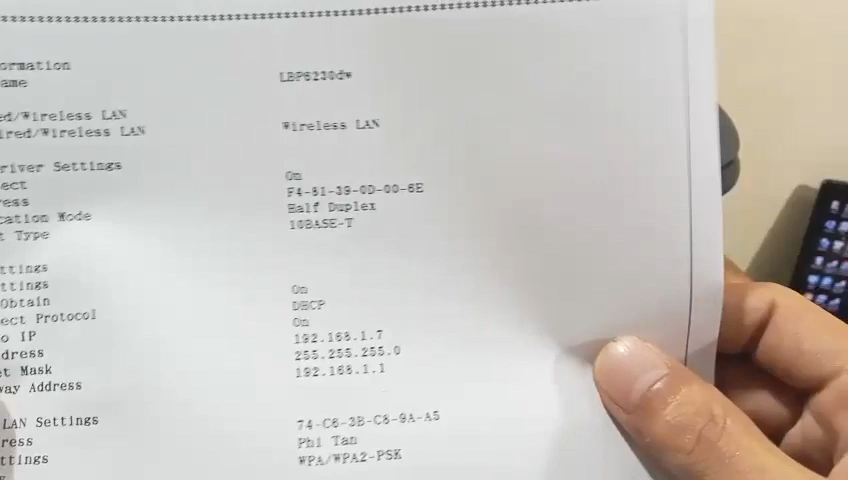 ormation
ame LBP6230dw
ed/Wireless LAN
ired/Wireless LAN Wireless LAN
river Settings
ect On
ress F4-81-39-0D-00-6E
cation Mode Half Duplex
t Type 10BASE-T
ttings
ttings On
Obtain DHCP
ect Protocol On
o IP 192.168.1.7
dress 255.255.255.0
et Mask 192.168.1.1
way Address
LAN Settings
ress 74-C6-3B-C8-9A-A5
ttings Phi Tan
WPA/WPA2-PSK